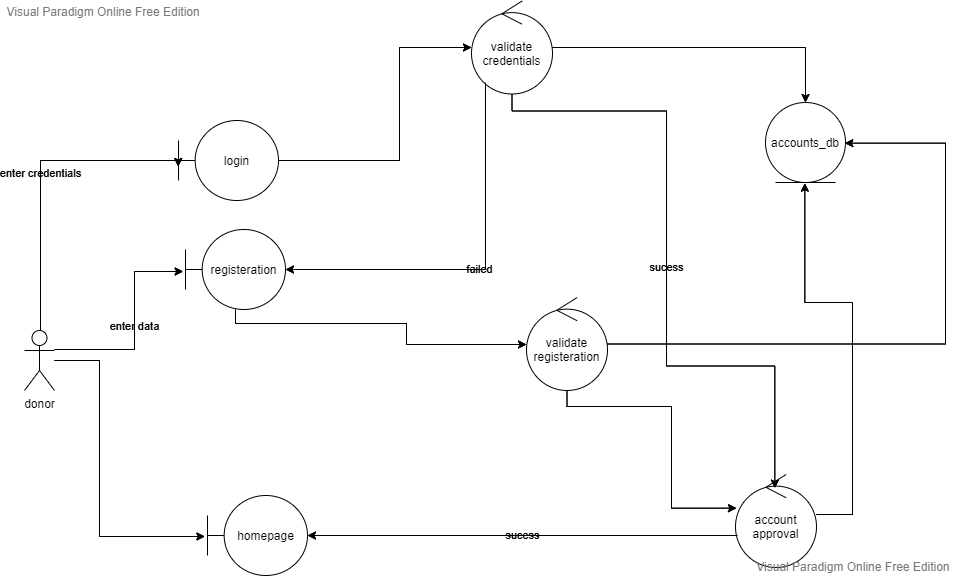 Visual Paradigm Online Free Edition
validate
credentials
accounts_db
login
enter credentials
registeration
failed
sucess
enter data
validate
registeration
donor
account
approval
homepage
success
Visual Paradigm Online Free Edition